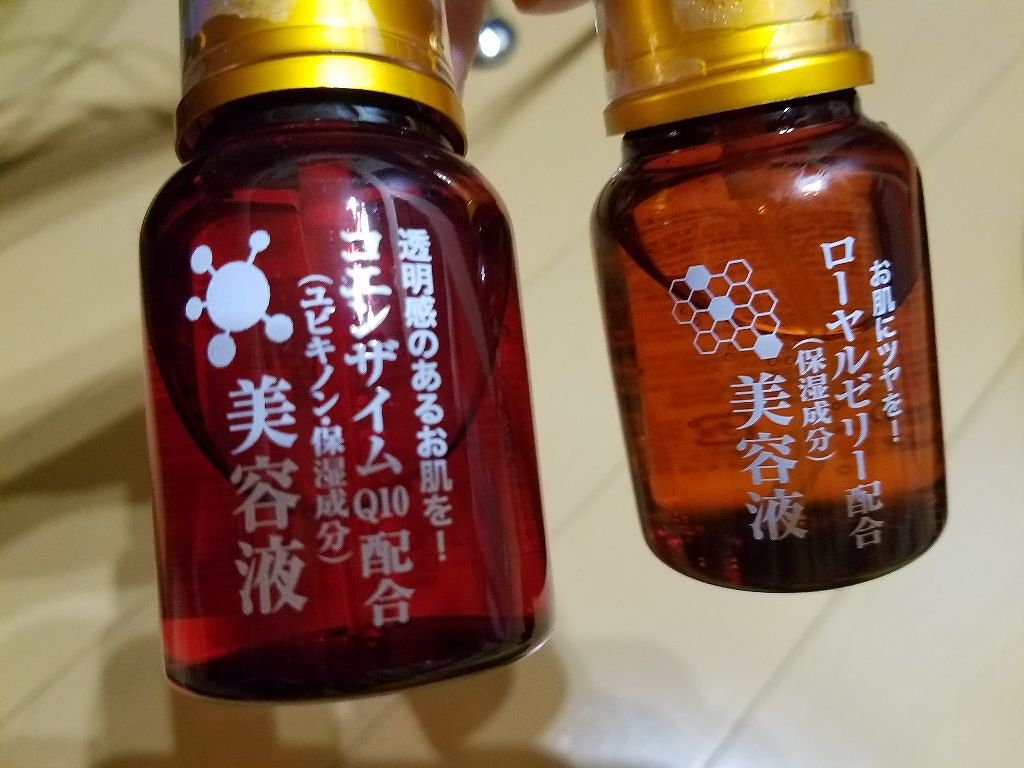 透明感のあるお肌を！
コエンザイムQ10配合
（ユビキノン・保湿成分）
美容液
お肌にツヤを！
ローヤルゼリー配合
（保湿成分）
美容液